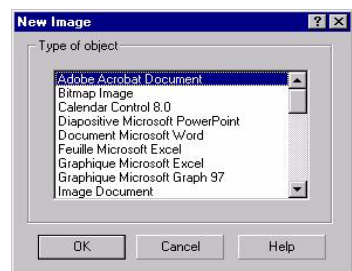 New Image
Type of object
Adobe Acrobat Document
Bitmap Image
Calendar Control 8.0
Diapositive Microsoft PowerPoint
Document Microsoft Word
Feuille Microsoft Excel
Graphique Microsoft Excel
Graphique Microsoft Graph 97
Image Document
OK
Cancel
Help